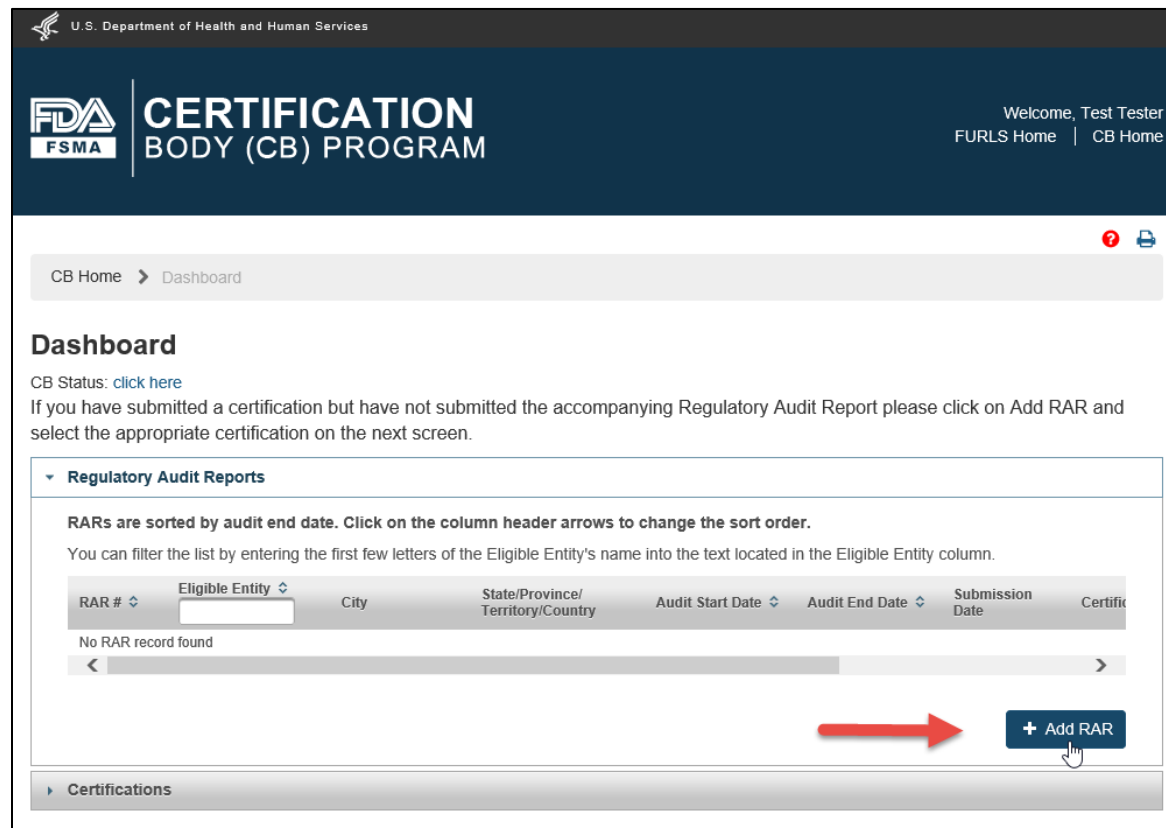 U.S. Department of Health and Human Services
FDA
FSMA
CERTIFICATION
BODY (CB) PROGRAM
Welcome, Test Tester
FURLS Home | CB Home
CB Home > Dashboard
Dashboard
CB Status: click here
If you have submitted a certification but have not submitted the accompanying Regulatory Audit Report please click on Add RAR and
select the appropriate certification on the next screen.
Regulatory Audit Reports
RARs are sorted by audit end date. Click on the column header arrows to change the sort order.
You can filter the list by entering the first few letters of the Eligible Entity's name into the text located in the Eligible Entity column.
RAR # Eligible Entity City State/Province/ Territory/Country Audit Start Date Audit End Date Submission Date Certific
No RAR record found
+ Add RAR
Certifications